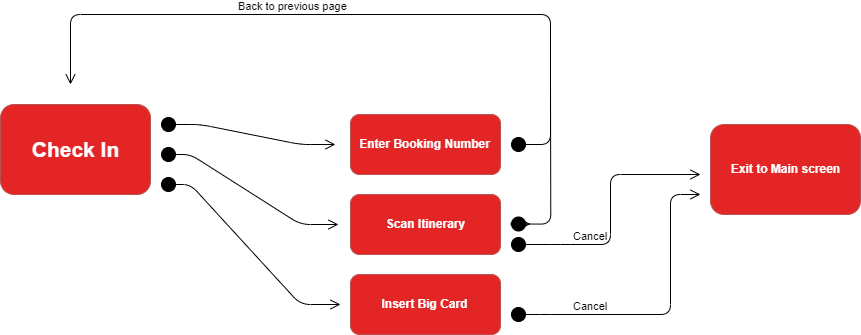 Back to previous page
Check In
Enter Booking Number
Scan Itinerary
Insert Big Card
Cancel
Cancel
Exit to Main screen